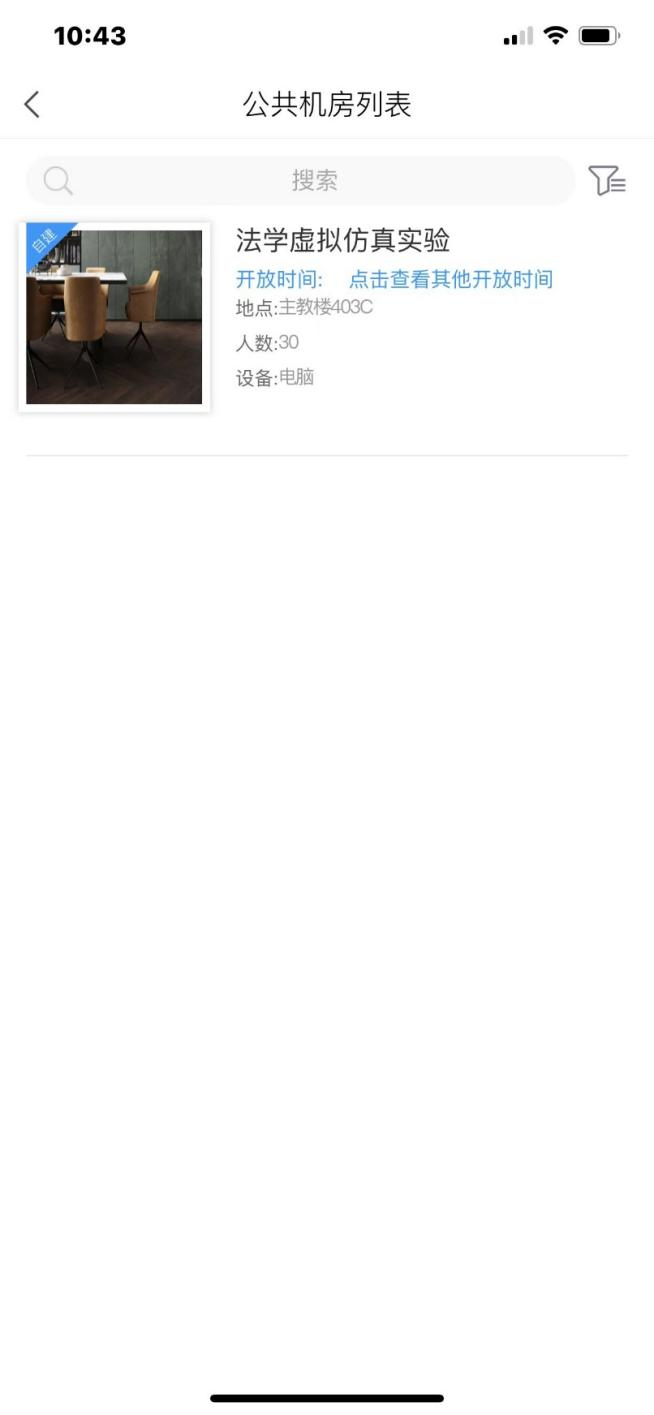 10:43
公共机房列表
搜索
自建
法学虚拟仿真实验
开放时间: 点击查看其他开放时间
地点:主教楼403C
人数:30
设备:电脑